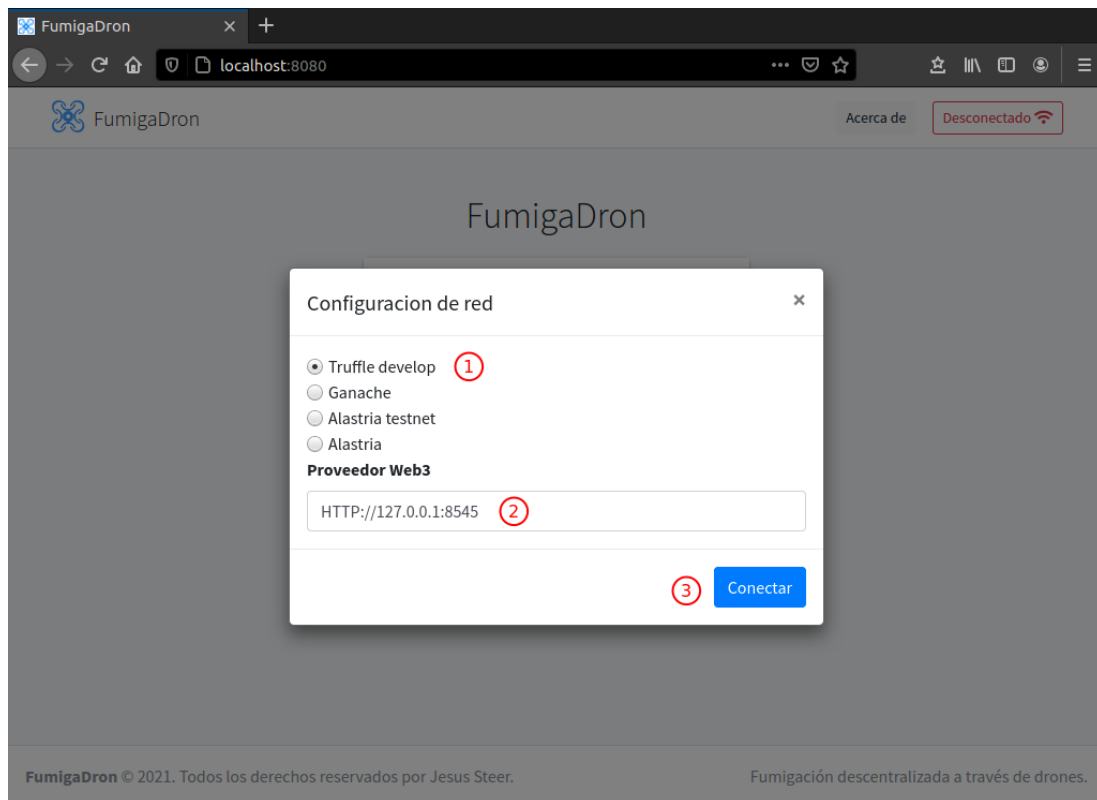 FumigaDron
localhost:8080
FumigaDron
Acerca de
Desconectado
FumigaDron
Configuracion de red
×
Truffle develop 1
Ganache
Alastria testnet
Alastria
Proveedor Web3
HTTP://127.0.0.1:8545 2
3 Conectar
FumigaDron © 2021. Todos los derechos reservados por Jesus Steer.
Fumigación descentralizada a través de drones.